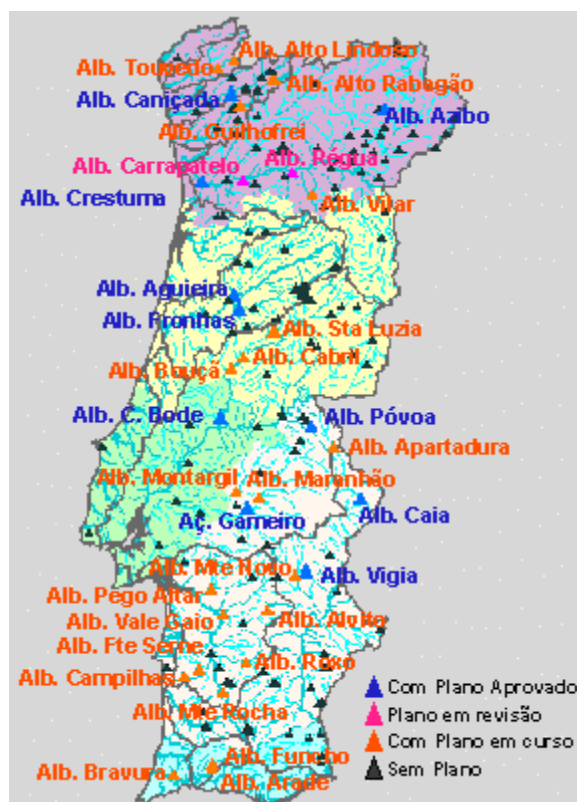 Alb. Alto Lindoso
Alb. Touvedo
Alb. Alto Rabagão
Alb. Caniçada
Alb. Azibo
Alb. Guilhofrei
Alb. Régua
Alb. Carrapatelo
Alb. Crestuma
Alb. Vilar
Alb. Aguieira
Alb. Fronhas
Alb. Sta Luzia
Alb. Cabril
Alb. Bouçã
Alb. C. Bode
Alb. Póvoa
Alb. Apartadura
Alb. Montargil
Alb. Maranhão
Alb. Caia
Aç. Gameiro
Alb. Mte Novo
Alb. Vigia
Alb. Pego Altar
Alb. Vale Gaio
Alb. Alvito
Alb. Fte Serne
Alb. Roxo
Alb. Campilhas
Alb. Mte Rocha
Alb. Funcho
Alb. Bravura
Alb. Arade
Com Plano Aprovado
Plano em revisão
Com Plano em curso
Sem Plano